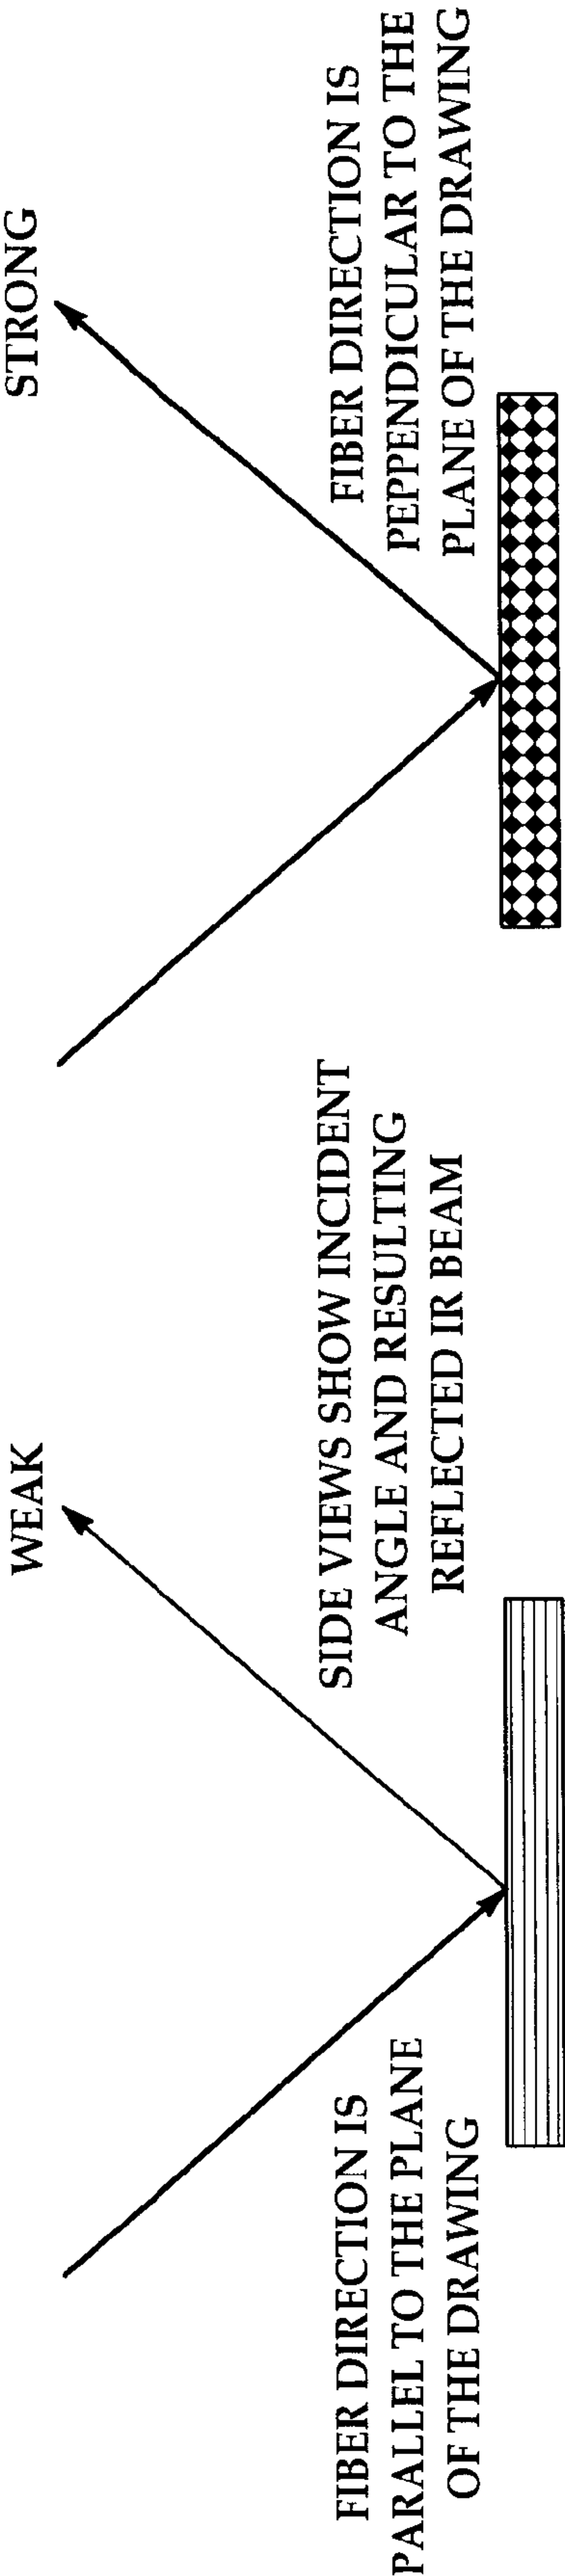 WEAK
STRONG
FIBER DIRECTION IS
PARALLEL TO THE PLANE
OF THE DRAWING
SIDE VIEWS SHOW INCIDENT
ANGLE AND RESULTING
REFLECTED IR BEAM
FIBER DIRECTION IS
PEPPENDICULAR TO THE
PLANE OF THE DRAWING